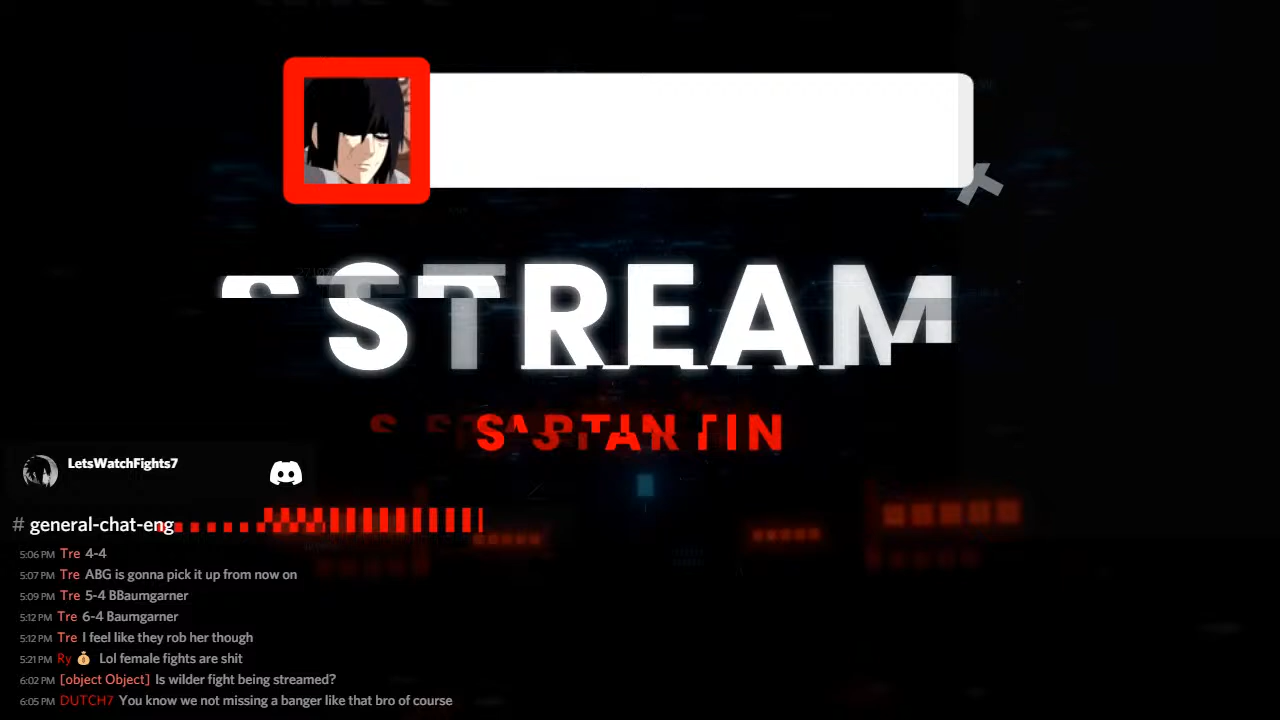 STREAM
LetsWatchFights7
# general-chat-eng
5:06 PM Tre 4-4
5:07 PM Tre ABG is gonna pick it up from now on
5:09 PM Tre 5-4 BBaumgarner
5:12 PM Tre 6-4 Baumgarner
5:12 PM Tre I feel like they rob her though
5:21 PM Ry 💰 Lol female fights are shit
6:02 PM [object Object] Is wilder fight being streamed?
6:05 PM DUTCH7 You know we not missing a banger like that bro of course